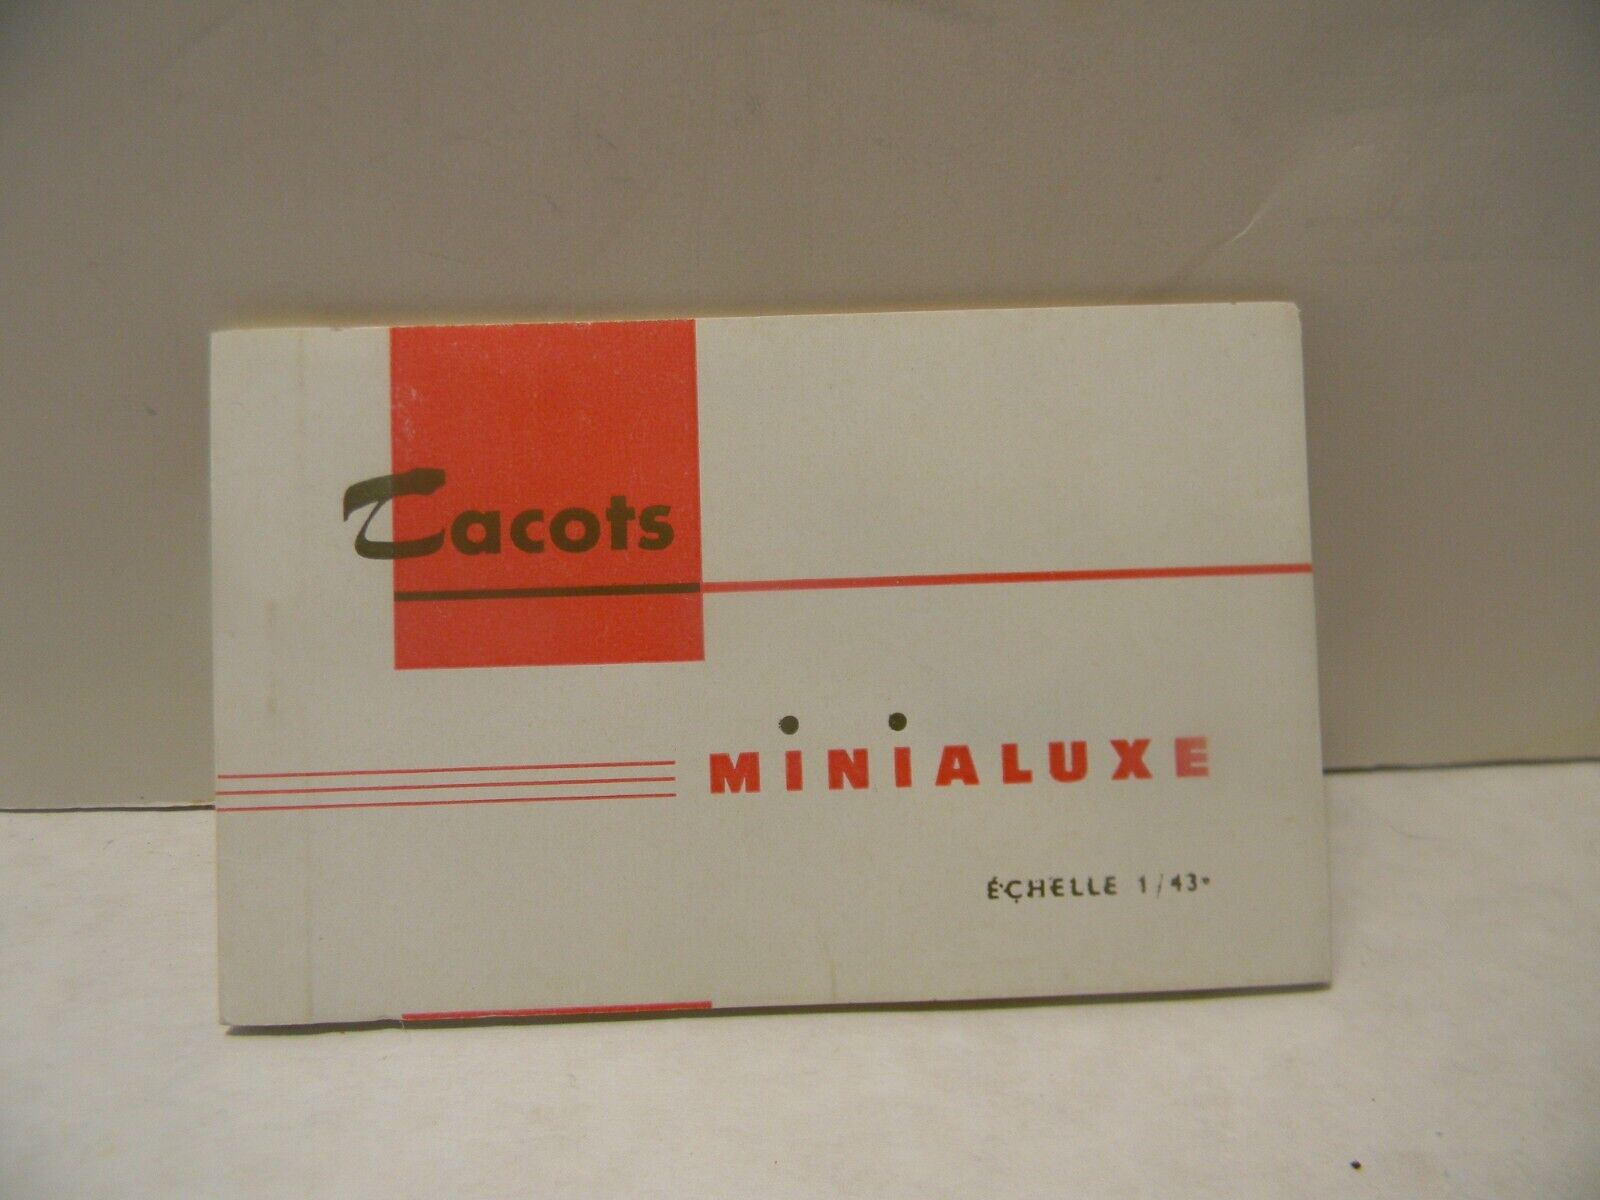 Tacots
MINIALUXE
ÉCHELLE 1/43e